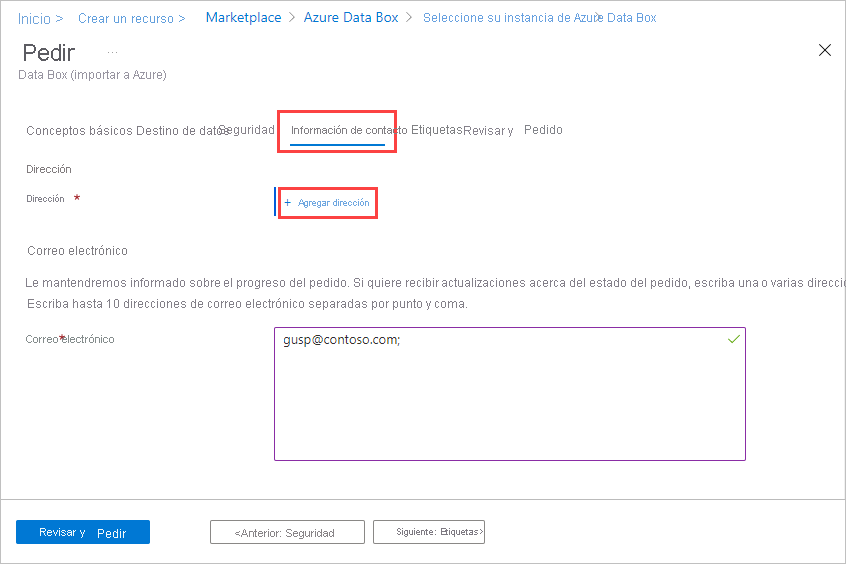 Inicio > Crear un recurso > Marketplace > Azure Data Box > Seleccione su instancia de Azure Data Box
Pedir ...
Data Box (importar a Azure)
Conceptos básicos Destino de datos Seguridad Información de contacto Etiquetas Revisar y Pedido
Dirección
Dirección *
+ Agregar dirección
Correo electrónico
Le mantendremos informado sobre el progreso del pedido. Si quiere recibir actualizaciones acerca del estado del pedido, escriba una o varias direcci
Escriba hasta 10 direcciones de correo electrónico separadas por punto y coma.
Correo electrónico *
gusp@contoso.com;
Revisar y Pedir
<Anterior: Seguridad
Siguiente: Etiquetas>